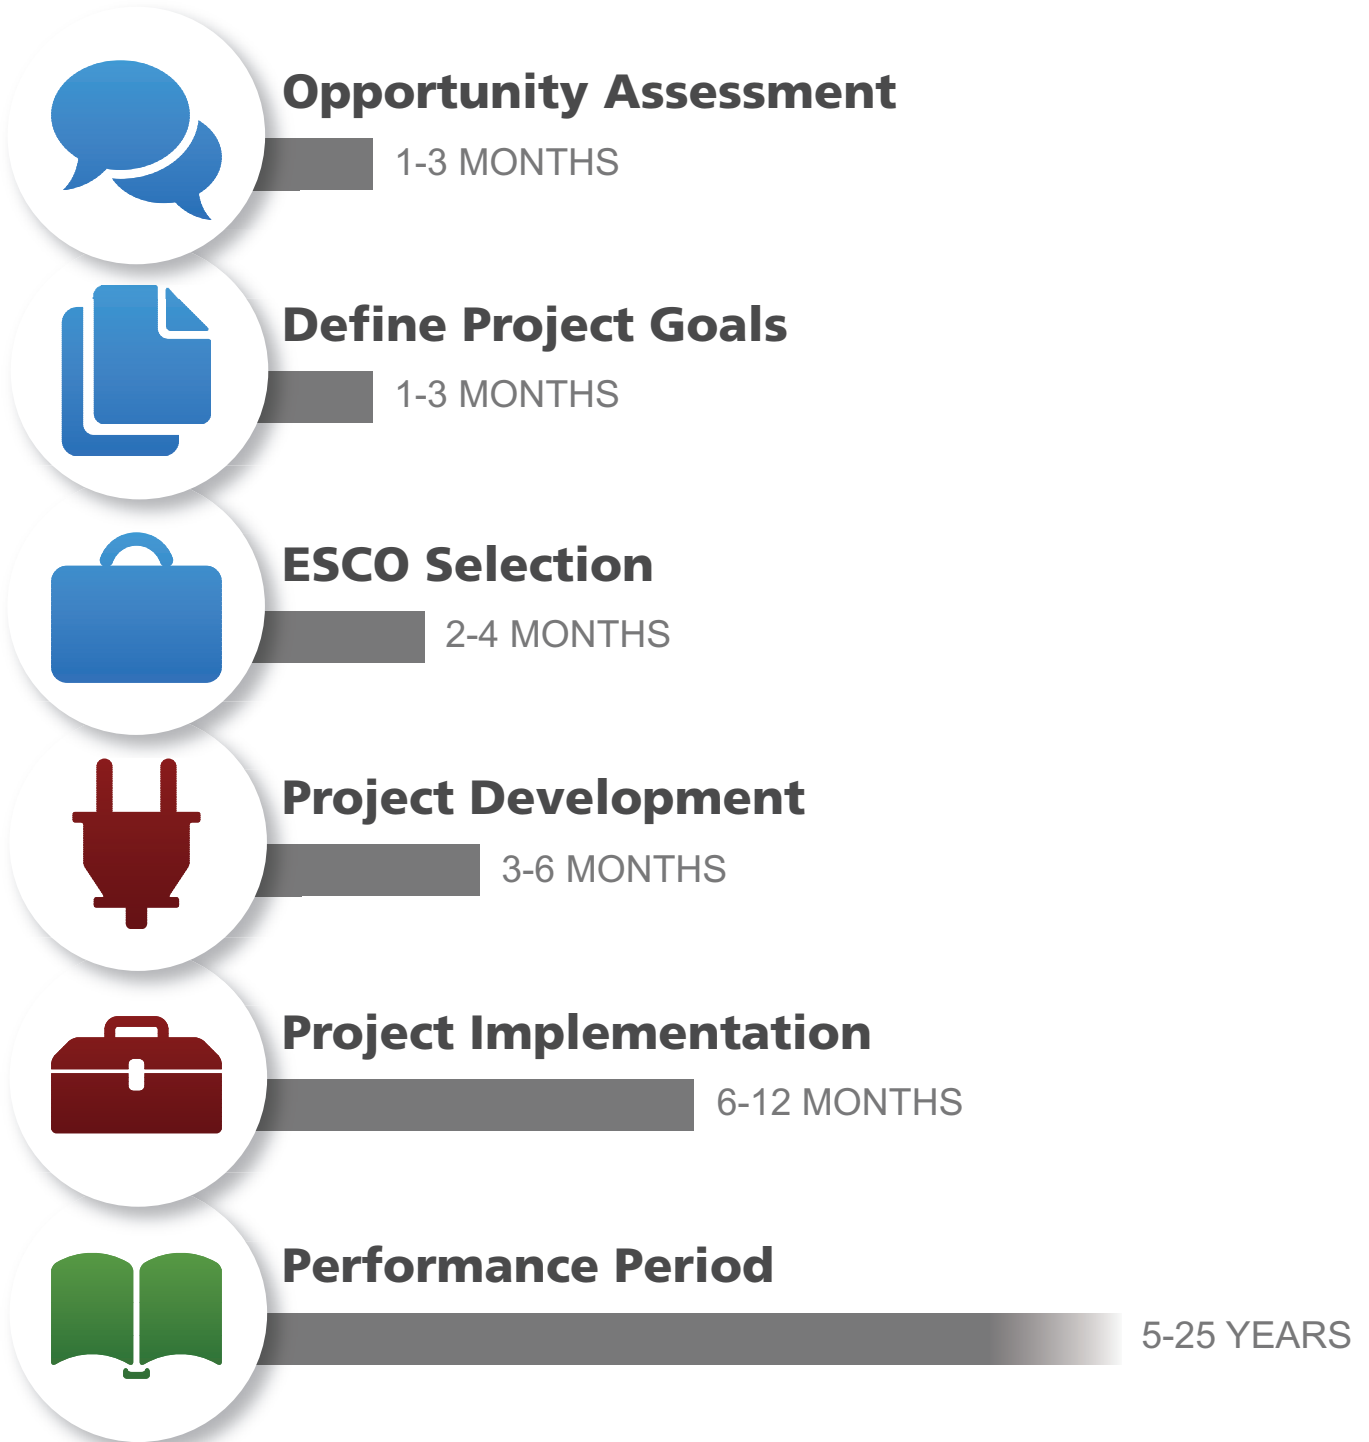 Opportunity Assessment
1-3 MONTHS
Define Project Goals
1-3 MONTHS
ESCO Selection
2-4 MONTHS
Project Development
3-6 MONTHS
Project Implementation
6-12 MONTHS
Performance Period
5-25 YEARS